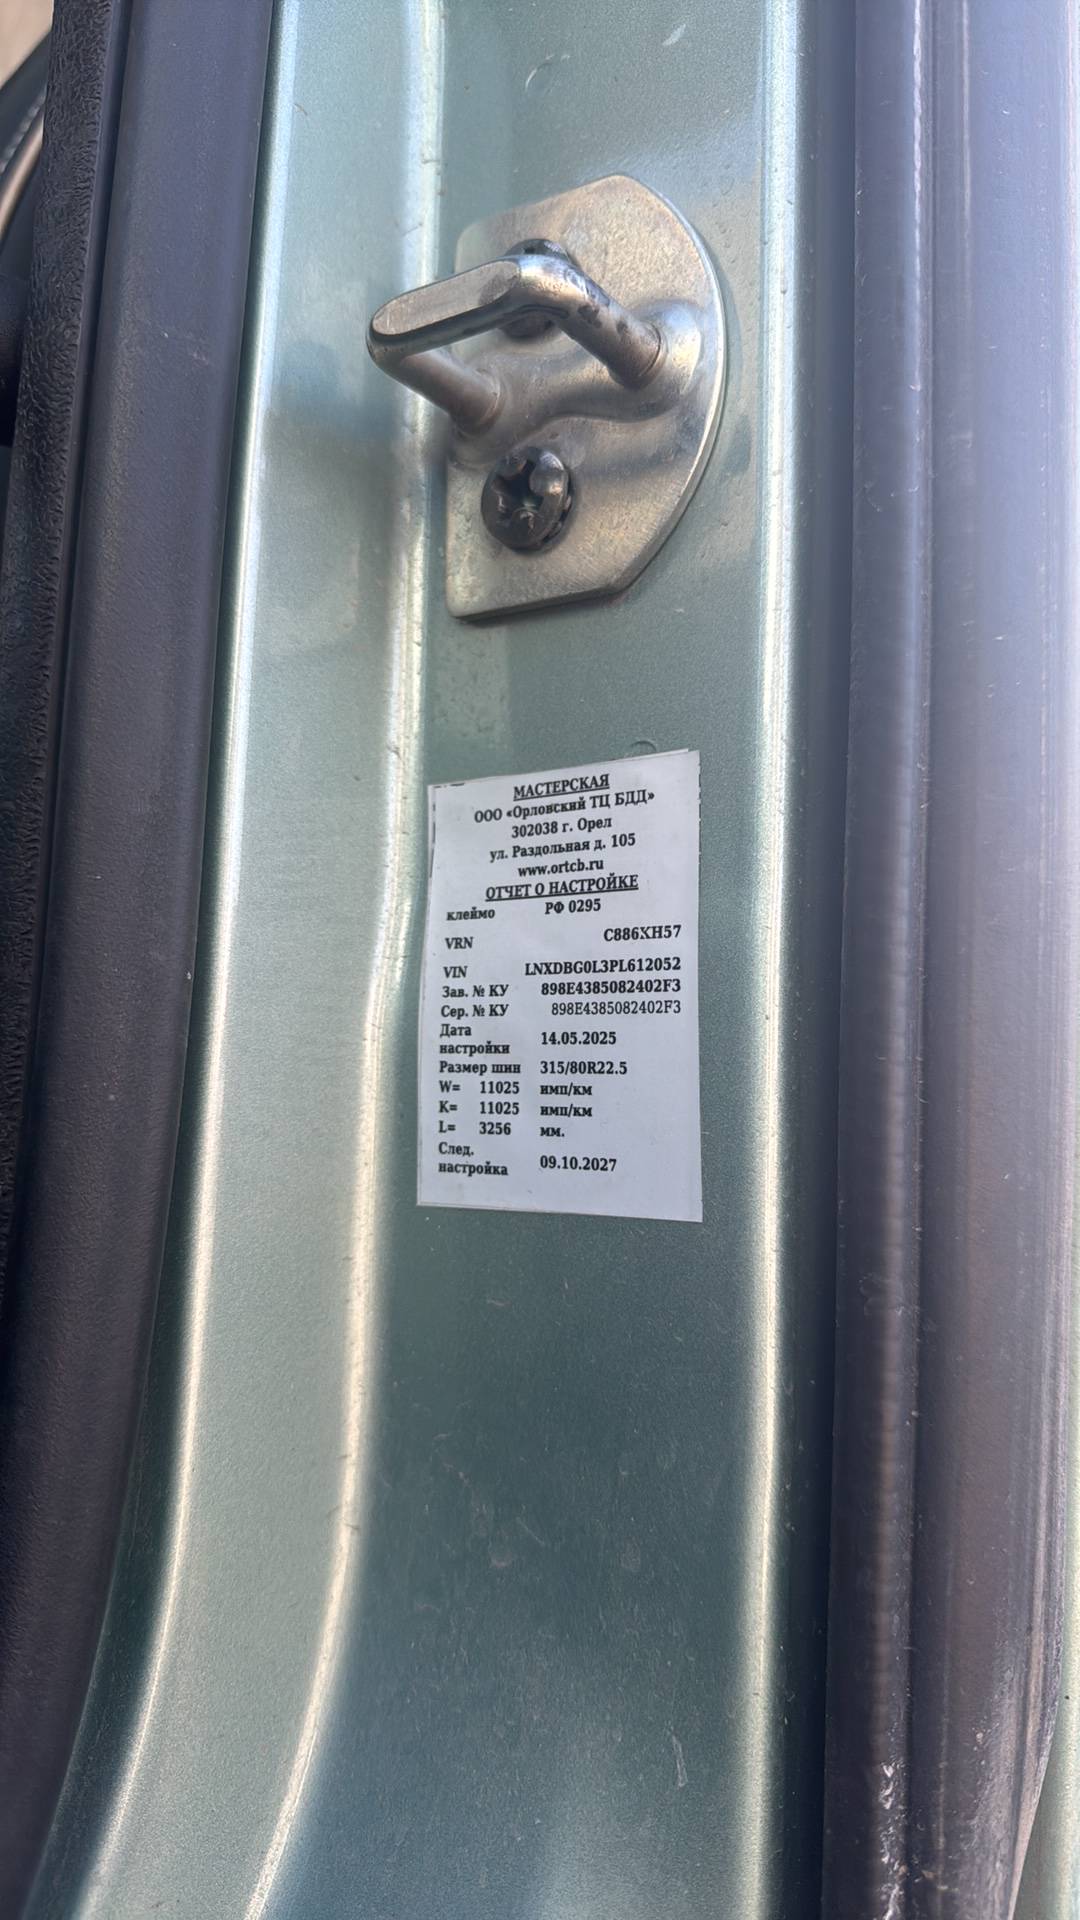 МАСТЕРСКАЯ
ООО «Орловский ТЦ БДД»
302038 г. Орел
ул. Раздольная д. 105
www.ortcb.ru
ОТЧЕТ О НАСТРОЙКЕ
клеймо РФ 0295
VRN С886ХН57
VIN LNXDBG0L3PL612052
Зав. № КУ 898E4385082402F3
Сер. № КУ 898E4385082402F3
Дата
настройки 14.05.2025
Размер шин 315/80R22.5
W= 11025 имп/км
K= 11025 имп/км
L= 3256 мм.
След.
настройка 09.10.2027